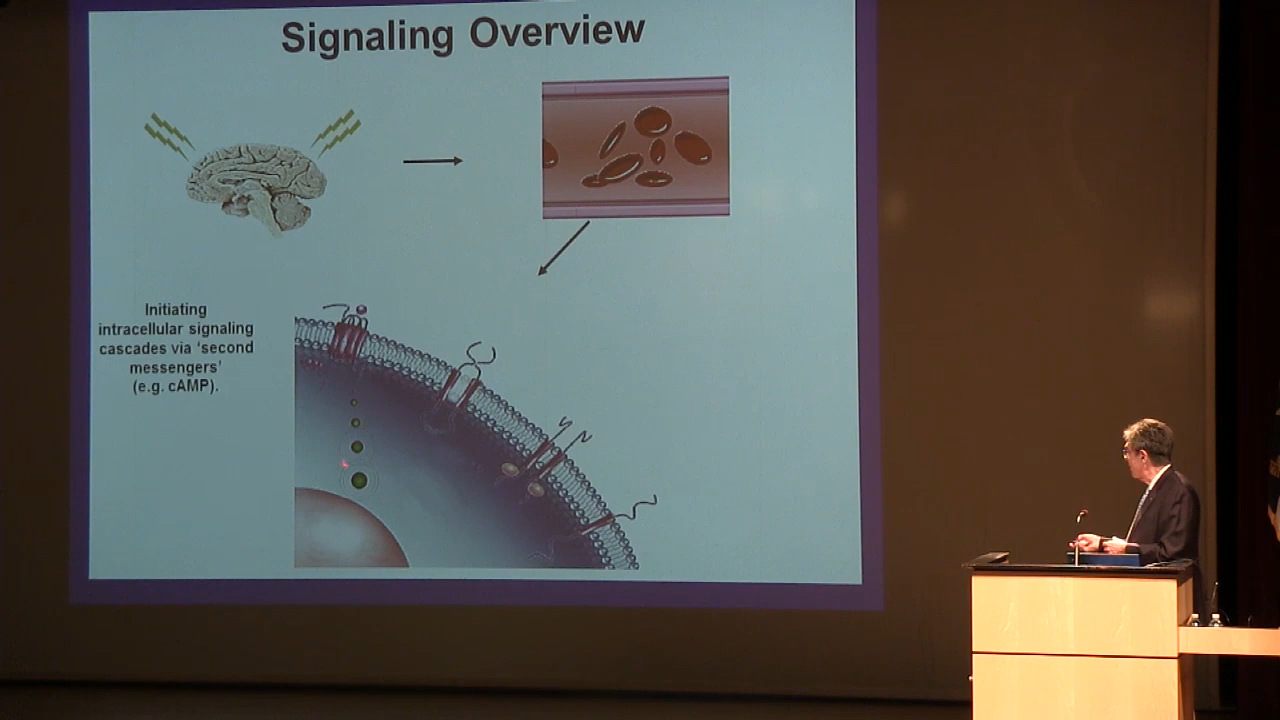 Signaling Overview
Initiating
intracellular signaling
cascades via ‘second
messengers’
(e.g. cAMP).